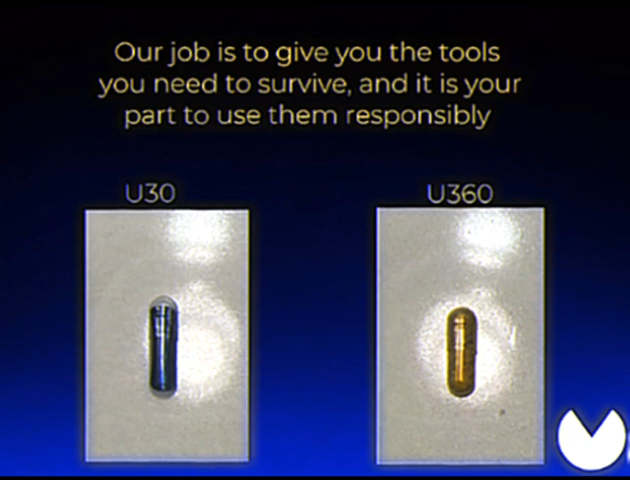 Our job is to give you the tools
you need to survive, and it is your
part to use them responsibly
U30
U360